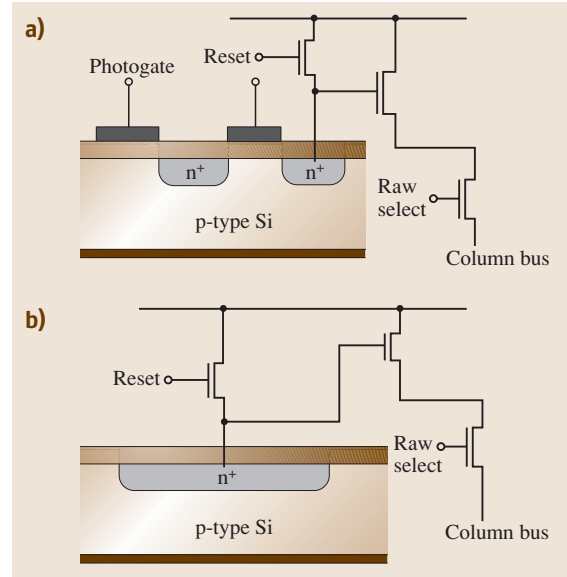 a)
Photogate
Reset
n+
n+
p-type Si
Raw
select
Column bus
b)
Reset
n+
p-type Si
Raw
select
Column bus